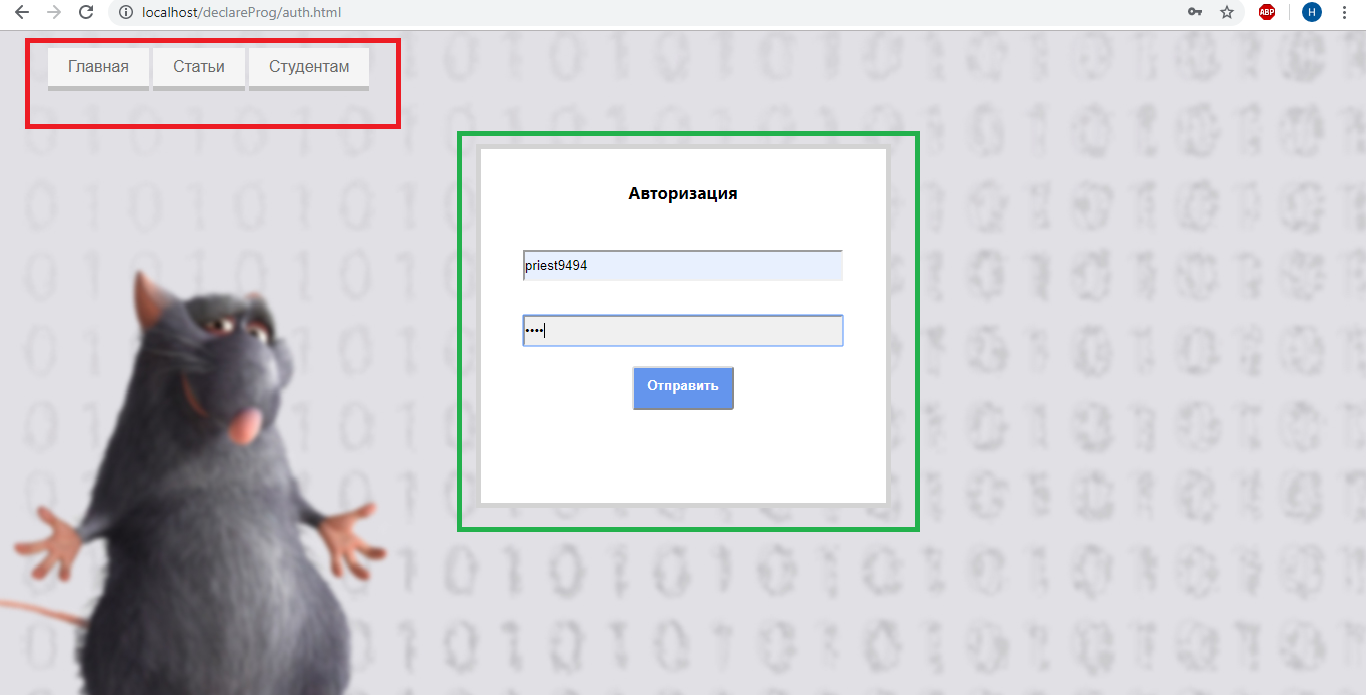 localhost/declareProg/auth.html
ABP
H
Главная Статьи Студентам
Авторизация
priest9494
••••
Отправить